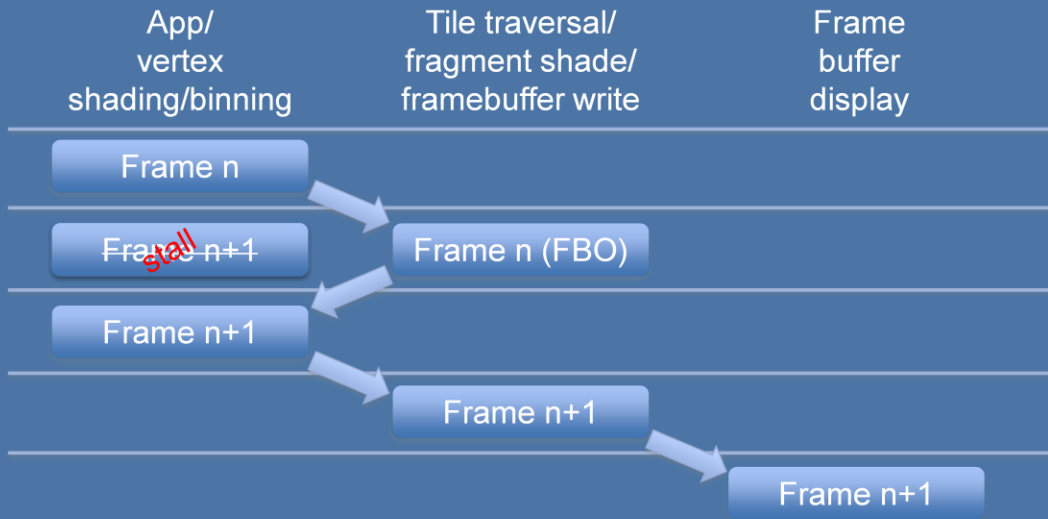 App/
vertex
shading/binning
Tile traversal/
fragment shade/
framebuffer write
Frame
buffer
display
Frame n
Frame n+1
stall
Frame n (FBO)
Frame n+1
Frame n+1
Frame n+1